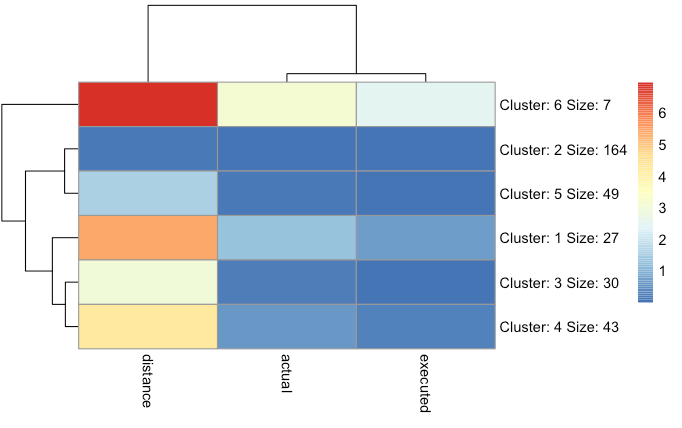 Cluster: 6 Size: 7
Cluster: 2 Size: 164
Cluster: 5 Size: 49
Cluster: 1 Size: 27
Cluster: 3 Size: 30
Cluster: 4 Size: 43
6
5
4
3
2
1
distance
actual
executed